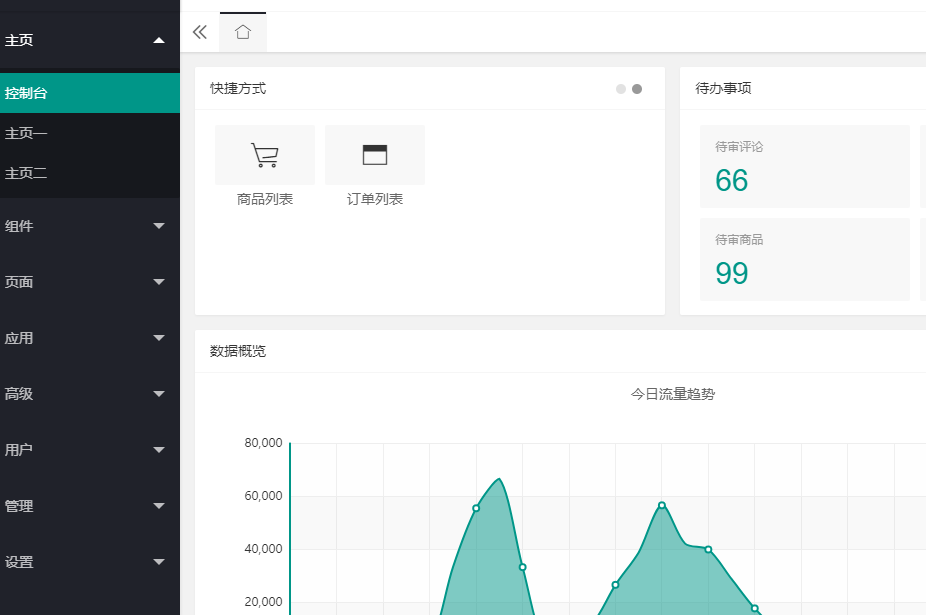 主页
控制台
主页一
主页二
组件
页面
应用
高级
用户
管理
设置
快捷方式
商品列表
订单列表
待办事项
待审评论
66
待审商品
99
数据概览
今日流量趋势
80,000
60,000
40,000
20,000